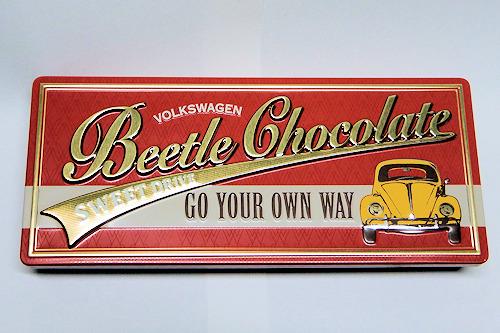 VOLKSWAGEN
Beetle Chocolate
SWEET DRIVE
GO YOUR OWN WAY